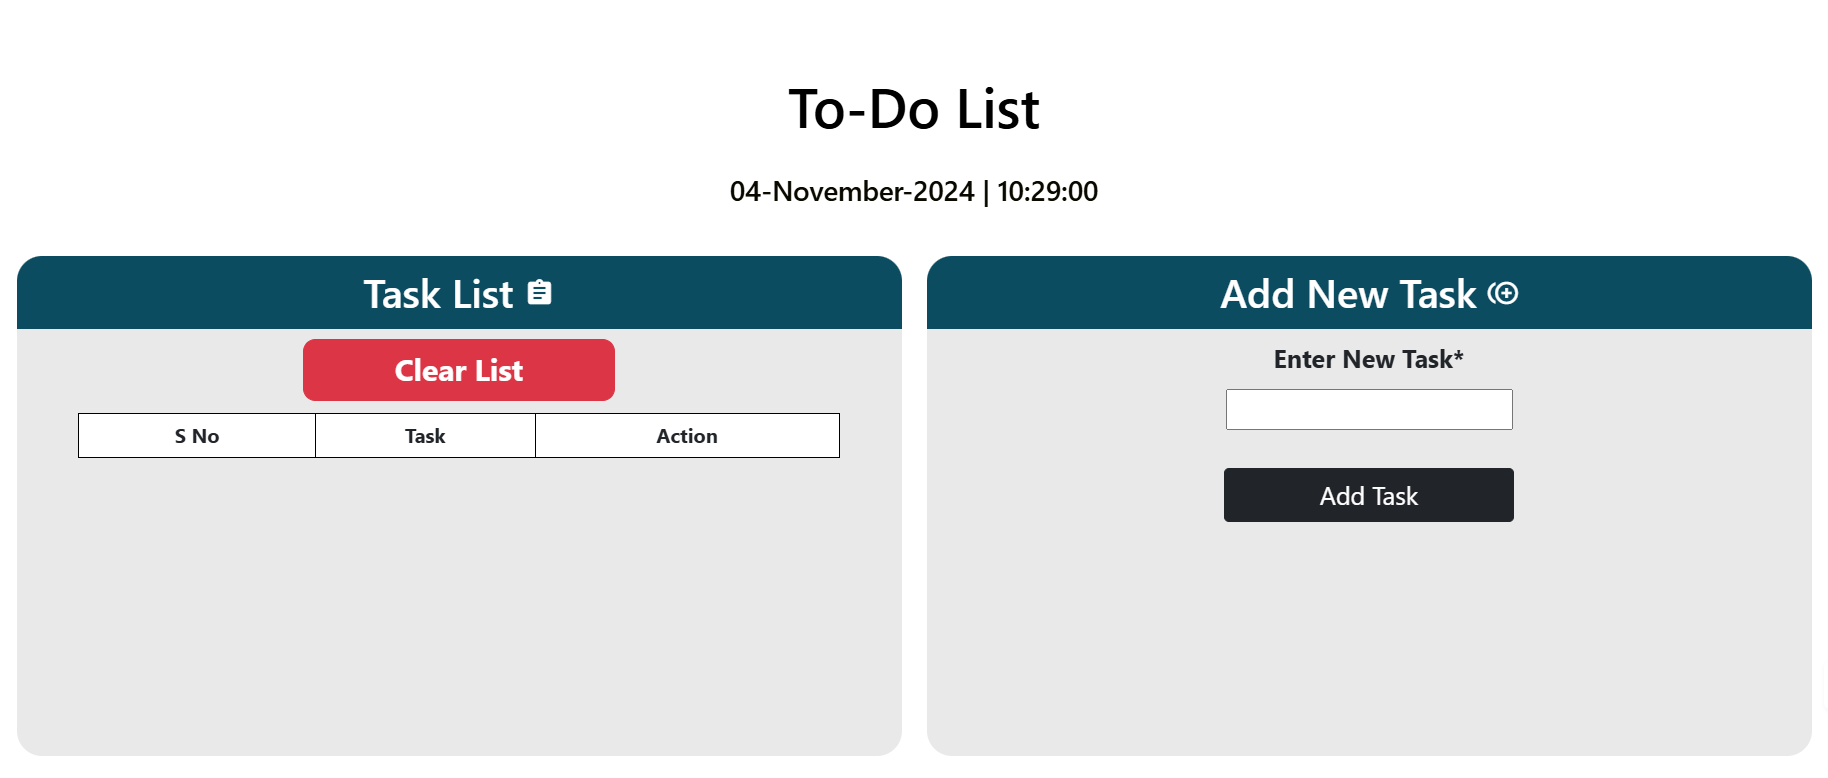 To-Do List
04-November-2024 | 10:29:00
Task List
Clear List
S No Task Action
Add New Task
Enter New Task*
Add Task